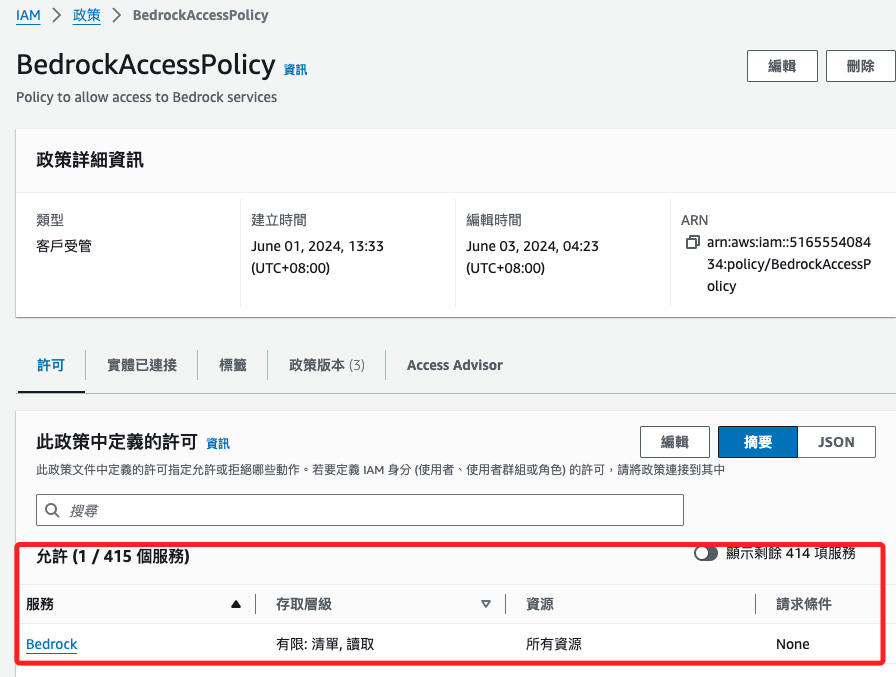 IAM > 政策 > BedrockAccessPolicy
BedrockAccessPolicy 資訊
編輯 刪除
Policy to allow access to Bedrock services
政策詳細資訊
類型
客戶受管
建立時間
June 01, 2024, 13:33
(UTC+08:00)
編輯時間
June 03, 2024, 04:23
(UTC+08:00)
ARN
arn:aws:iam::5165554084
34:policy/BedrockAccessP
olicy
許可 實體已連接 標籤 政策版本 (3) Access Advisor
此政策中定義的許可 資訊
編輯 摘要 JSON
此政策文件中定義的許可指定允許或拒絕哪些動作。若要定義 IAM 身分 (使用者、使用者群組或角色) 的許可，請將政策連接到其中
搜尋
允許 (1 / 415 個服務)
顯示剩餘 414 項服務
服務 存取層級 資源 請求條件
Bedrock 有限: 清單, 讀取 所有資源 None